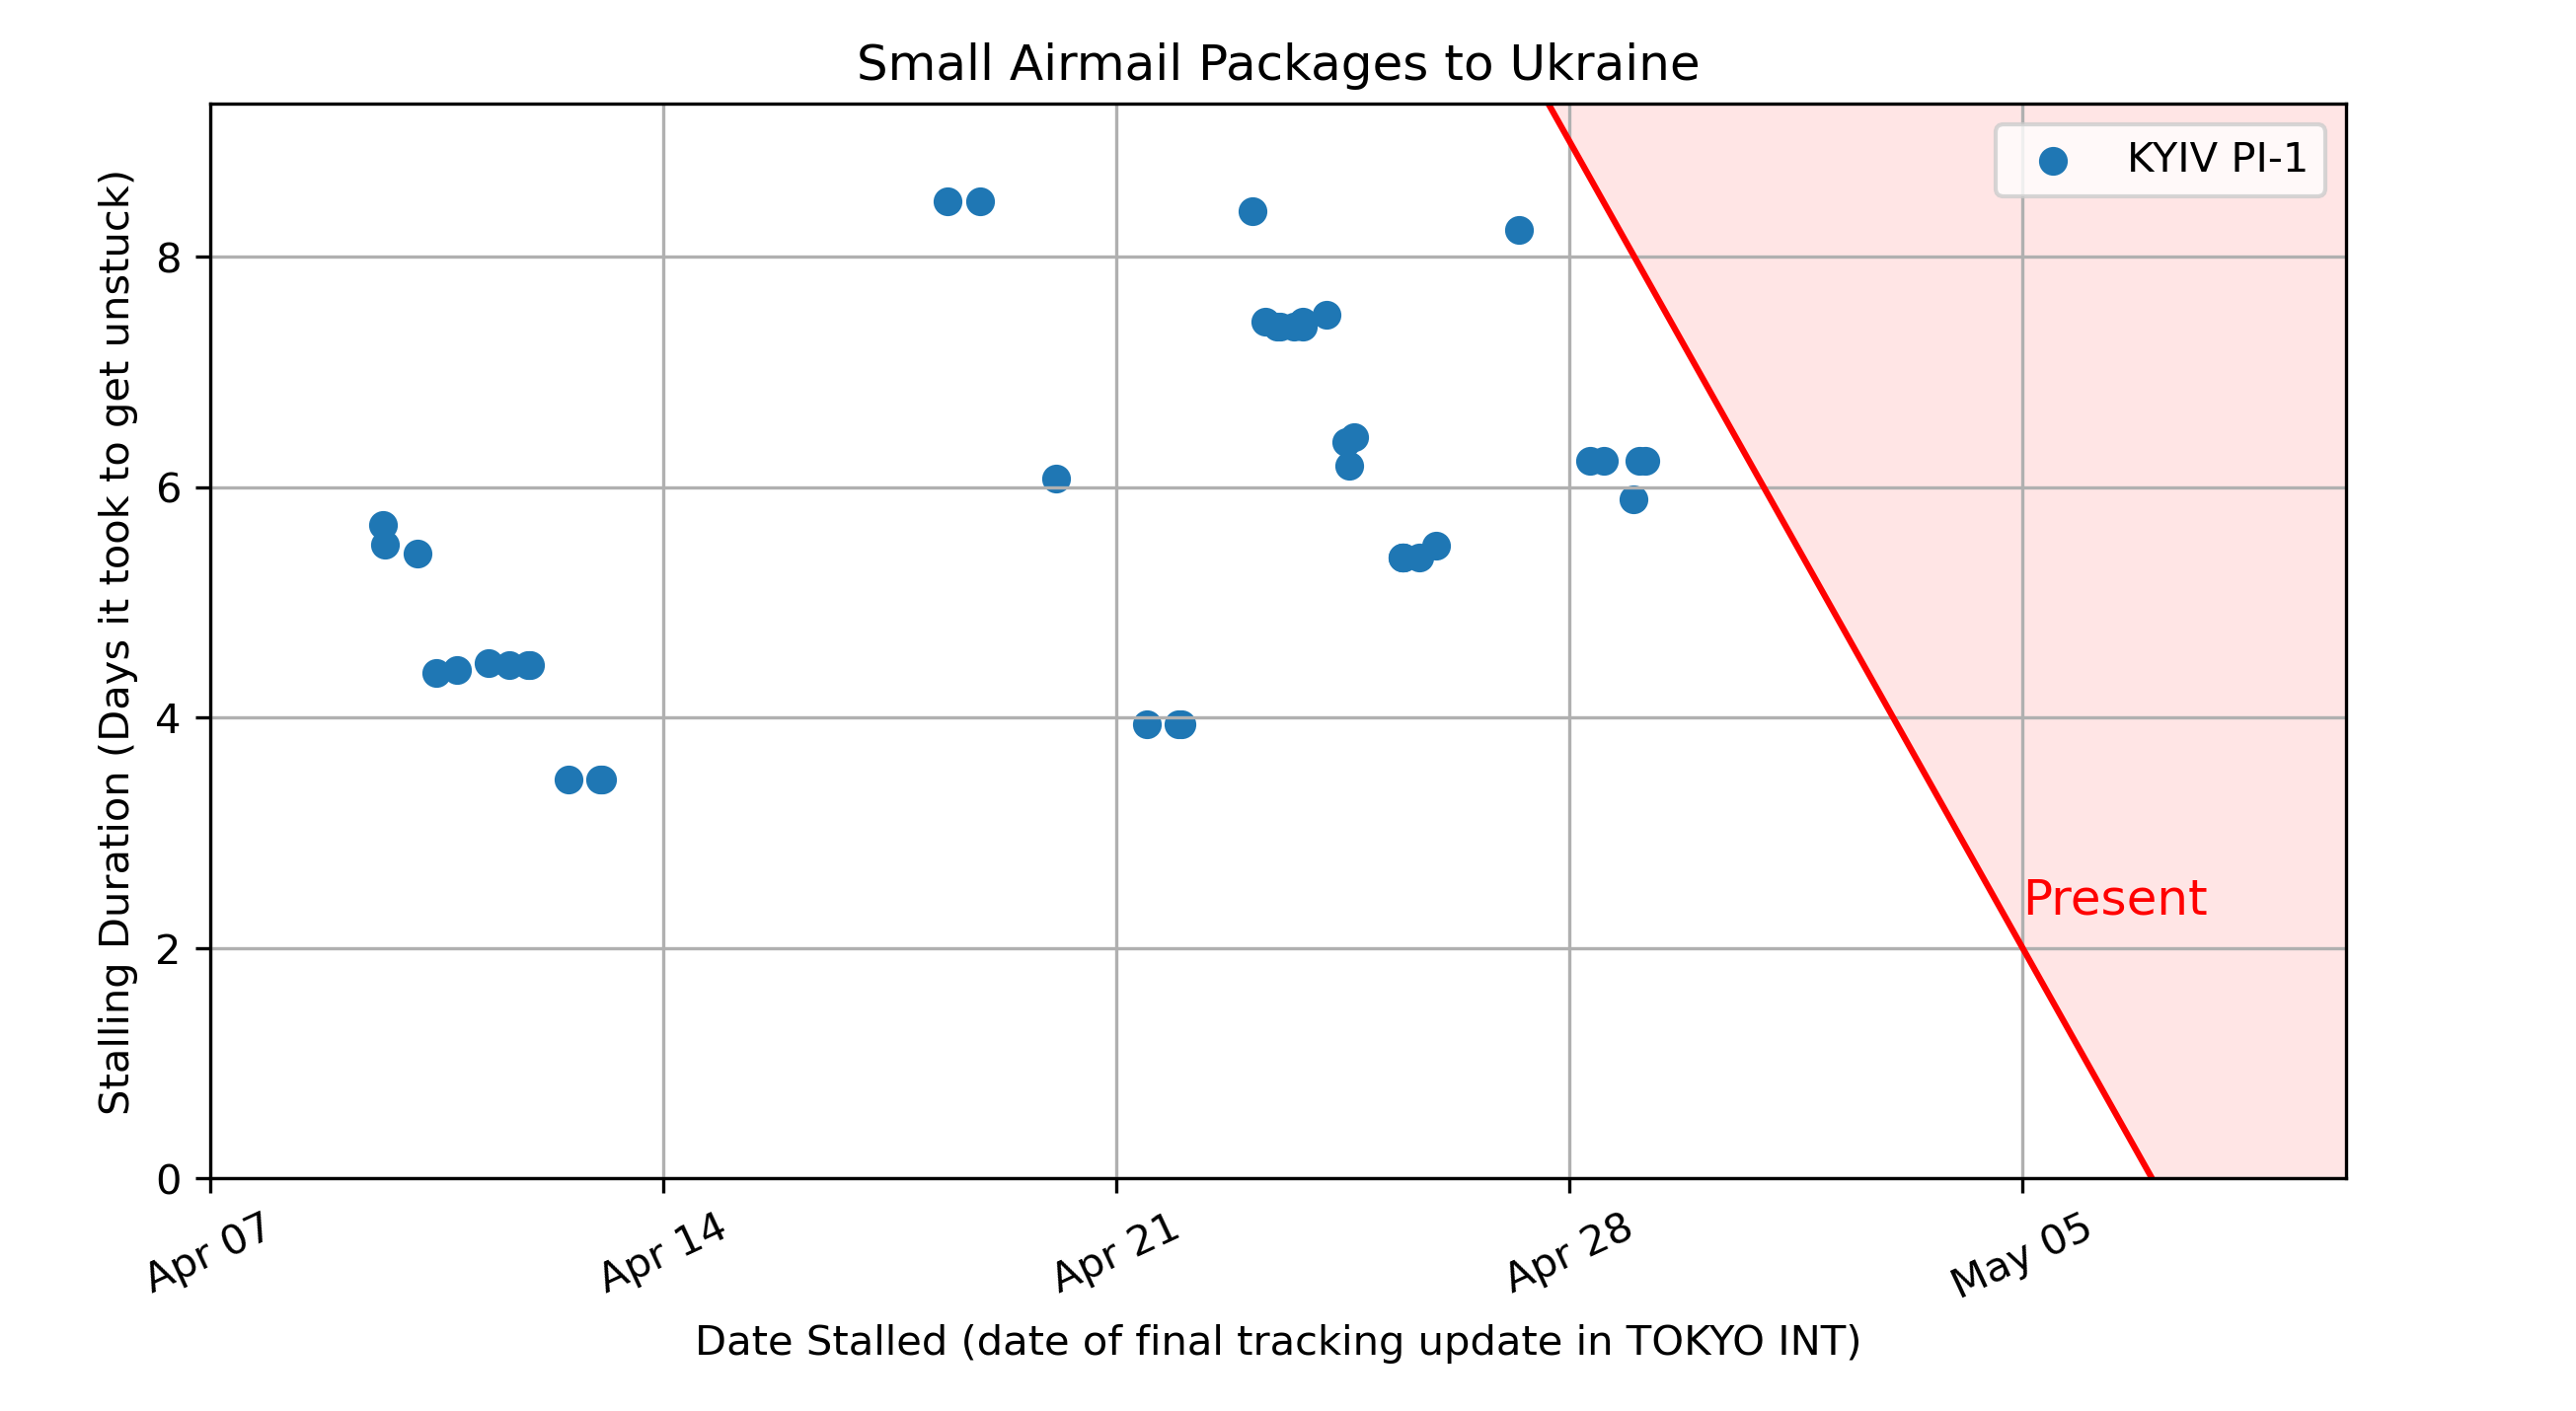 Small Airmail Packages to Ukraine
KYIV PI-1
Stalling Duration (Days it took to get unstuck)
8
6
4
2
0
Present
Apr 07
Apr 14
Apr 21
Apr 28
May 05
Date Stalled (date of final tracking update in TOKYO INT)